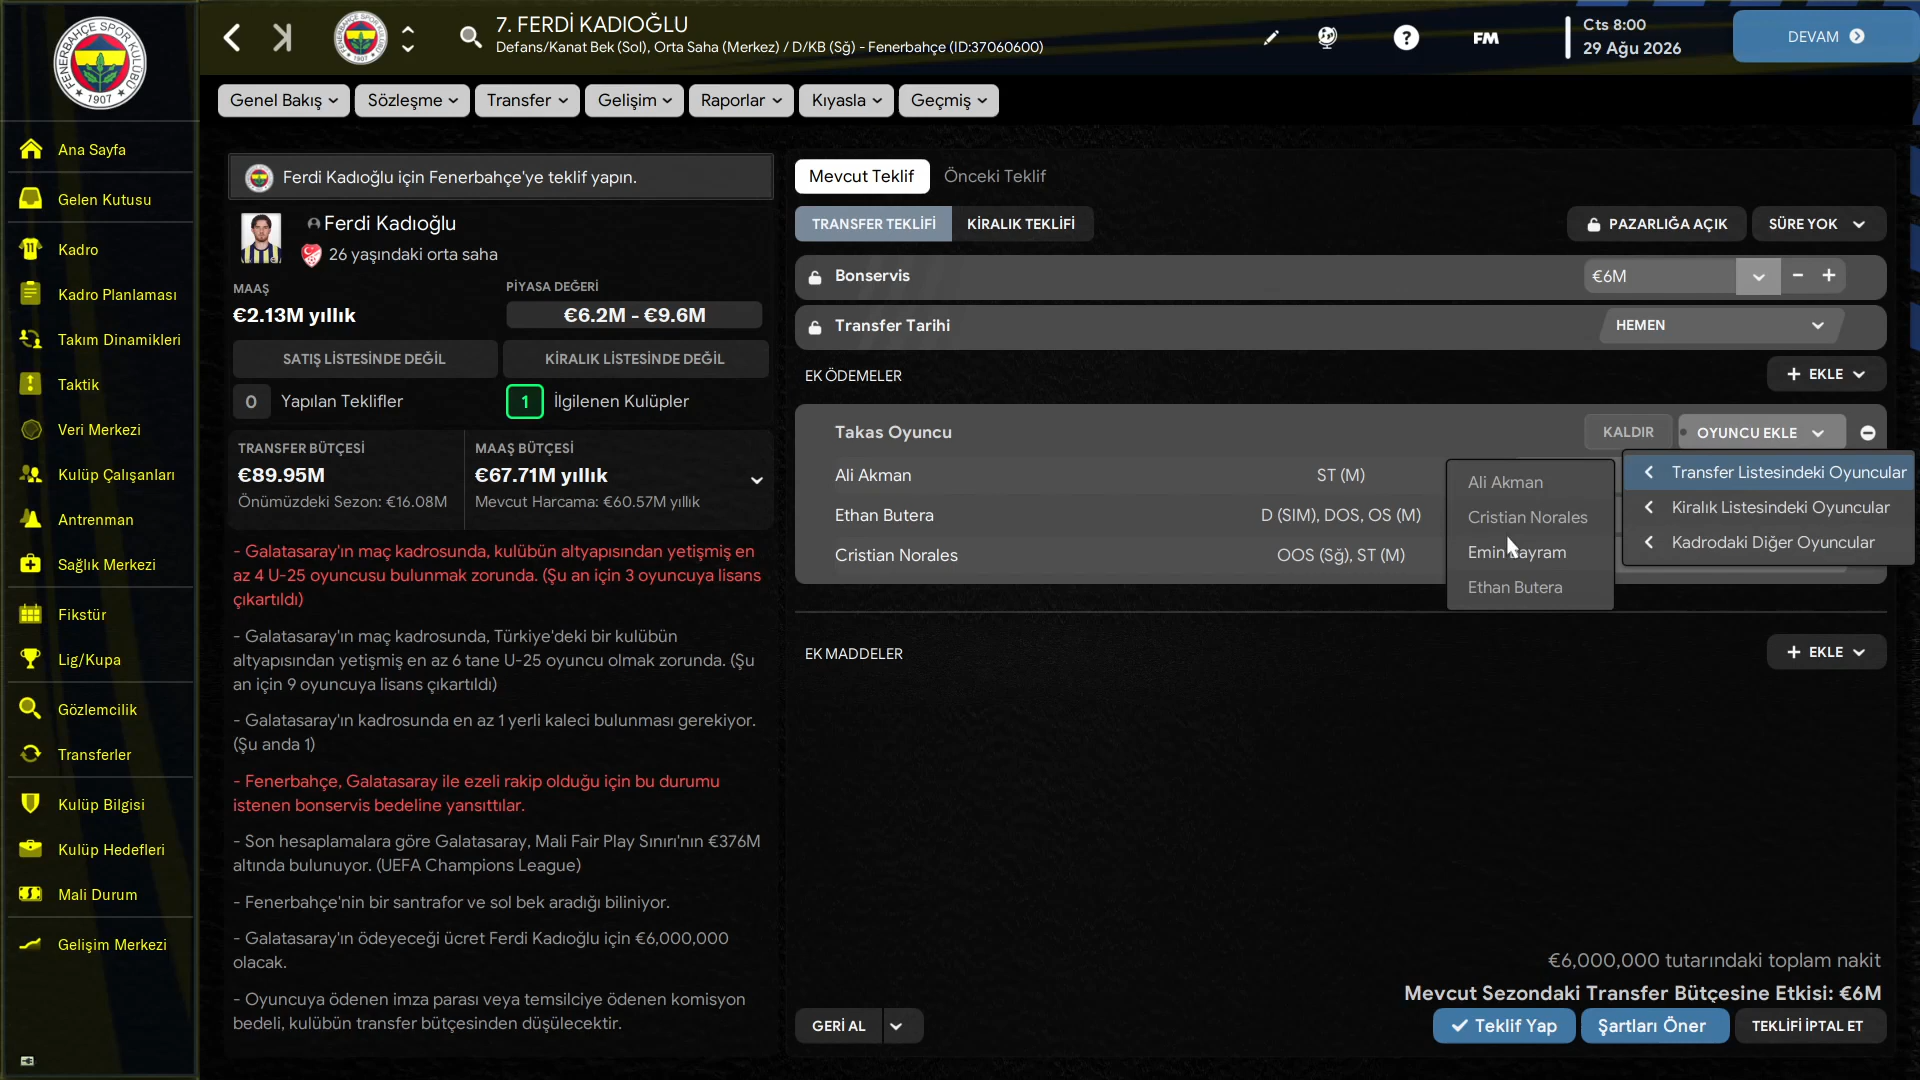 FENERBAHÇE SPOR KULÜBÜ
★ 1907 ★
Ana Sayfa
Gelen Kutusu
Kadro
Kadro Planlaması
Takım Dinamikleri
Taktik
Veri Merkezi
Kulüp Çalışanları
Antrenman
Sağlık Merkezi
Fikstür
Lig/Kupa
Gözlemcilik
Transferler
Kulüp Bilgisi
Kulüp Hedefleri
Mali Durum
Gelişim Merkezi
7. FERDİ KADIOĞLU
Defans/Kanat Bek (Sol), Orta Saha (Merkez) / D/KB (Sğ) - Fenerbahçe (ID:37060600)
FM
Cts 8:00
29 Ağu 2026
DEVAM
Genel Bakış
Sözleşme
Transfer
Gelişim
Raporlar
Kıyasla
Geçmiş
Ferdi Kadıoğlu için Fenerbahçe'ye teklif yapın.
Ferdi Kadıoğlu
26 yaşındaki orta saha
MAAŞ
€2.13M yıllık
PİYASA DEĞERİ
€6.2M - €9.6M
SATIŞ LİSTESİNDE DEĞİL
KİRALIK LİSTESİNDE DEĞİL
0 Yapılan Teklifler
1 İlgilenen Kulüpler
TRANSFER BÜTÇESİ
€89.95M
Önümüzdeki Sezon: €16.08M
MAAŞ BÜTÇESİ
€67.71M yıllık
Mevcut Harcama: €60.57M yıllık
- Galatasaray'ın maç kadrosunda, kulübün altyapısından yetişmiş en
az 4 U-25 oyuncusu bulunmak zorunda. (Şu an için 3 oyuncuya lisans
çıkartıldı)
- Galatasaray'ın maç kadrosunda, Türkiye'deki bir kulübün
altyapısından yetişmiş en az 6 tane U-25 oyuncu olmak zorunda. (Şu
an için 9 oyuncuya lisans çıkartıldı)
- Galatasaray'ın kadrosunda en az 1 yerli kaleci bulunması gerekiyor.
(Şu anda 1)
- Fenerbahçe, Galatasaray ile ezeli rakip olduğu için bu durumu
istenen bonservis bedeline yansıttılar.
- Son hesaplamalara göre Galatasaray, Mali Fair Play Sınırı'nın €376M
altında bulunuyor. (UEFA Champions League)
- Fenerbahçe'nin bir santrafor ve sol bek aradığı biliniyor.
- Galatasaray'ın ödeyeceği ücret Ferdi Kadıoğlu için €6,000,000
olacak.
- Oyuncuya ödenen imza parası veya temsilciye ödenen komisyon
bedeli, kulübün transfer bütçesinden düşülecektir.
Mevcut Teklif
Önceki Teklif
TRANSFER TEKLİFİ
KİRALIK TEKLİFİ
PAZARLIĞA AÇIK
SÜRE YOK
Bonservis
€6M
Transfer Tarihi
HEMEN
EK ÖDEMELER
EKLE
Takas Oyuncu
KALDIR
OYUNCU EKLE
Ali Akman ST (M)
Ethan Butera D (SIM), DOS, OS (M)
Cristian Norales OOS (Sğ), ST (M)
Ali Akman
Cristian Norales
Emin Bayram
Ethan Butera
Transfer Listesindeki Oyuncular
Kiralık Listesindeki Oyuncular
Kadrodaki Diğer Oyuncular
EK MADDELER
EKLE
€6,000,000 tutarındaki toplam nakit
Mevcut Sezondaki Transfer Bütçesine Etkisi: €6M
GERİ AL
Teklif Yap
Şartları Öner
TEKLİFİ İPTAL ET